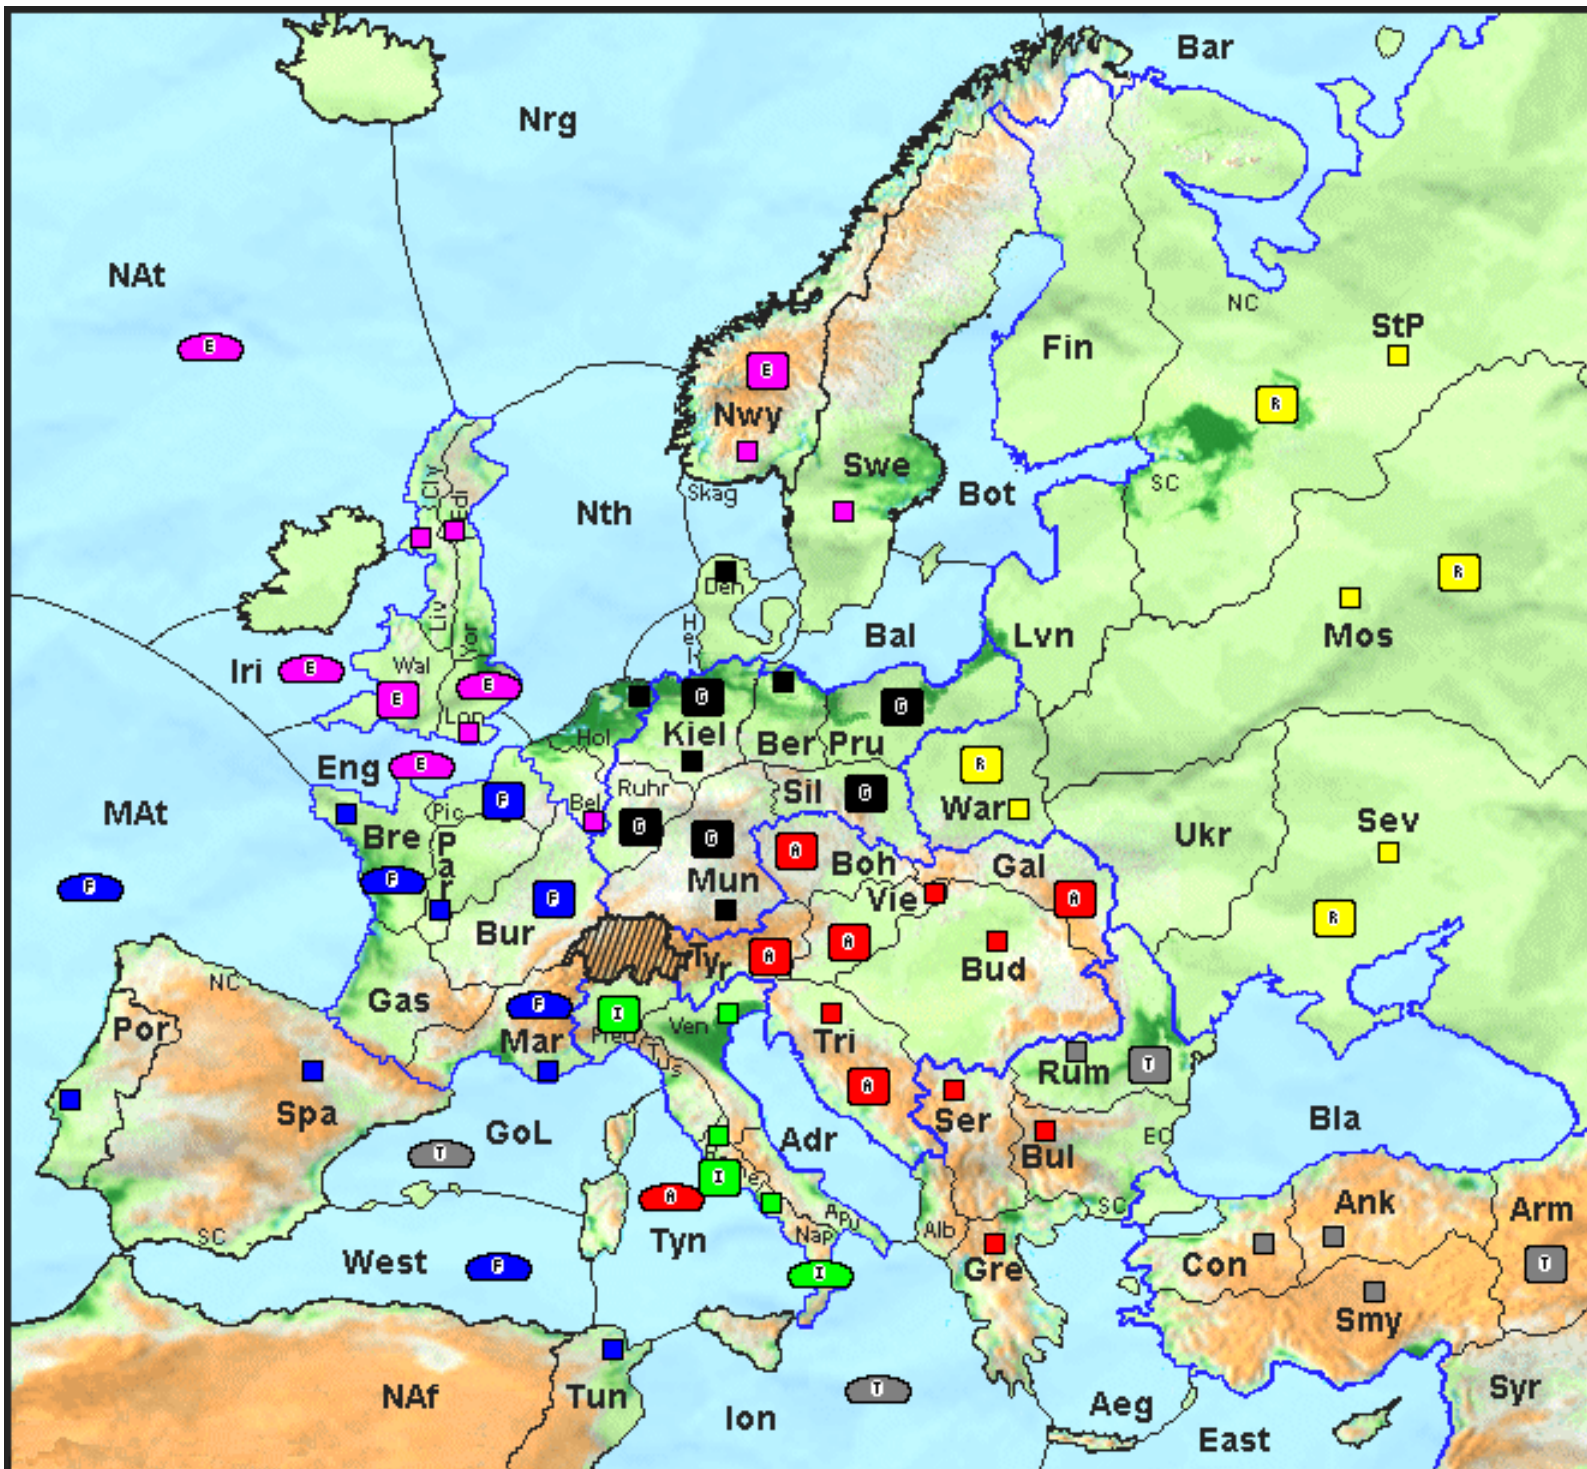 Bar
Nrg
NAt
E
NC
StP
Fin
E
R
Nwy
Cly
Edi
Swe
Skag
Bot
SC
Nth
R
Den
Hel
Bal
Lvn
Mos
Liv
Yor
Iri
E
Wal
E
E
G
G
Lon
Hol
Kiel
Ber
Pru
Eng
E
R
Ruhr
Sil
G
War
MAt
F
Pic
Bel
G
G
Bre
Par
A
Boh
Gal
Ukr
Sev
F
F
Mun
Vie
A
F
Bur
R
A
A
Tyr
Bud
NC
Gas
F
I
Por
Mar
Pied
Ven
Tri
Tus
T
Rum
A
Spa
GoL
Ser
Bla
Adr
Bul
EC
T
I
A
Ank
Arm
SC
Tyn
Apu
Nap
Alb
SC
West
F
I
Gre
Con
T
Smy
NAf
Tun
T
Syr
Ion
Aeg
East